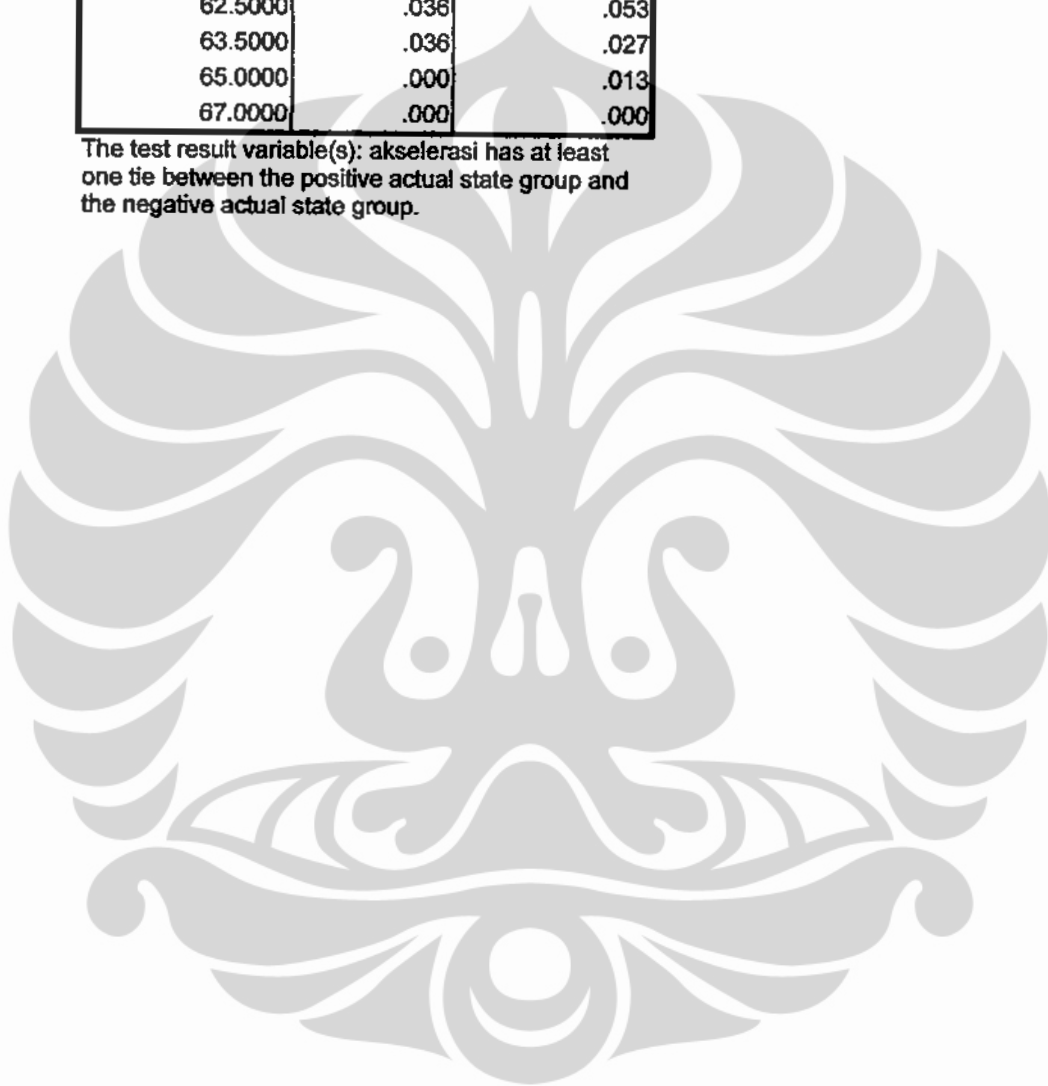 62.5000 .036 .053
63.5000 .036 .027
65.0000 .000 .013
67.0000 .000 .000
The test result variable(s): akselerasi has at least
one tie between the positive actual state group and
the negative actual state group.